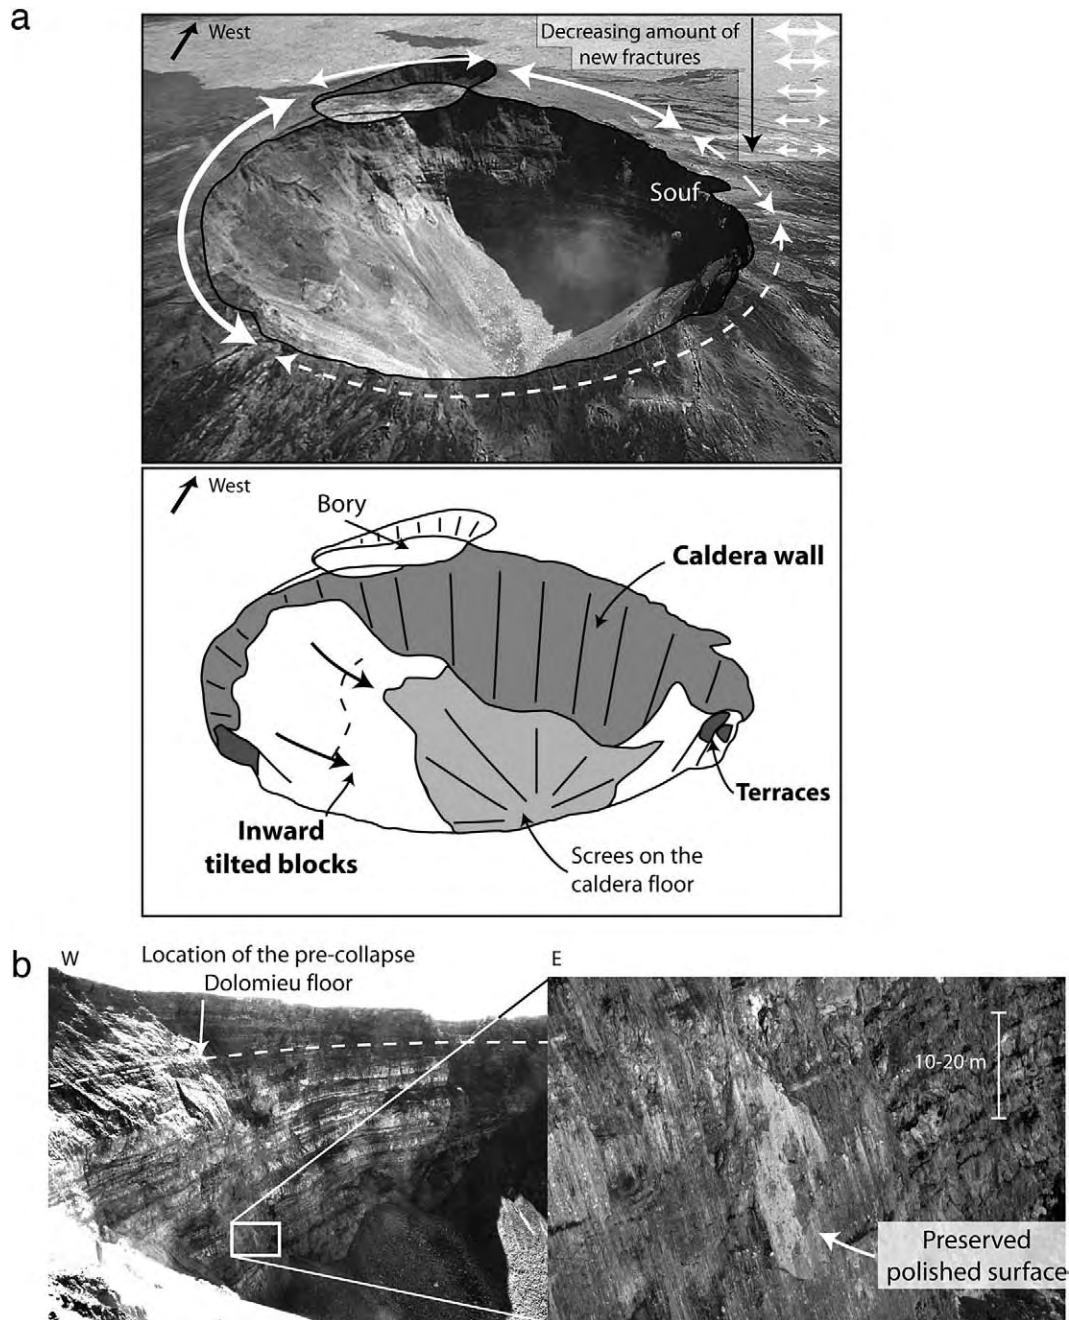 a
West
Decreasing amount of
new fractures
Souf
West
Bory
Caldera wall
Terraces
Inward
tilted blocks
Screes on the
caldera floor
b
W
Location of the pre-collapse
Dolomieu floor
E
10-20 m
Preserved
polished surface